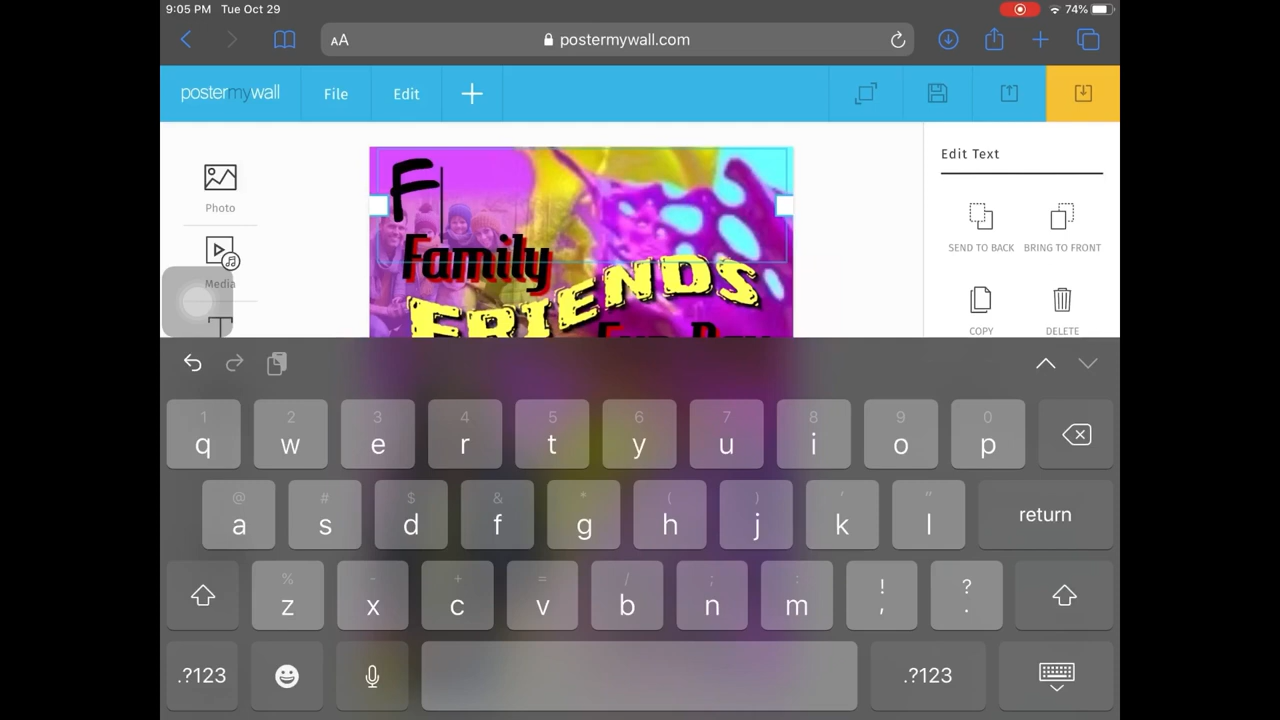 9:05 PM Tue Oct 29
74%
AA
postermywall.com
postermywall
File
Edit
Edit Text
Photo
Media
SEND TO BACK
BRING TO FRONT
COPY
DELETE
F
Family
FRIENDS
Fun Day
1 2 3 4 5 6 7 8 9 0
q w e r t y u i o p
@ # $ & * ( ) ' "
a s d f g h j k l return
% - + = / ; : ! ?
z x c v b n m , .
.?123 .?123